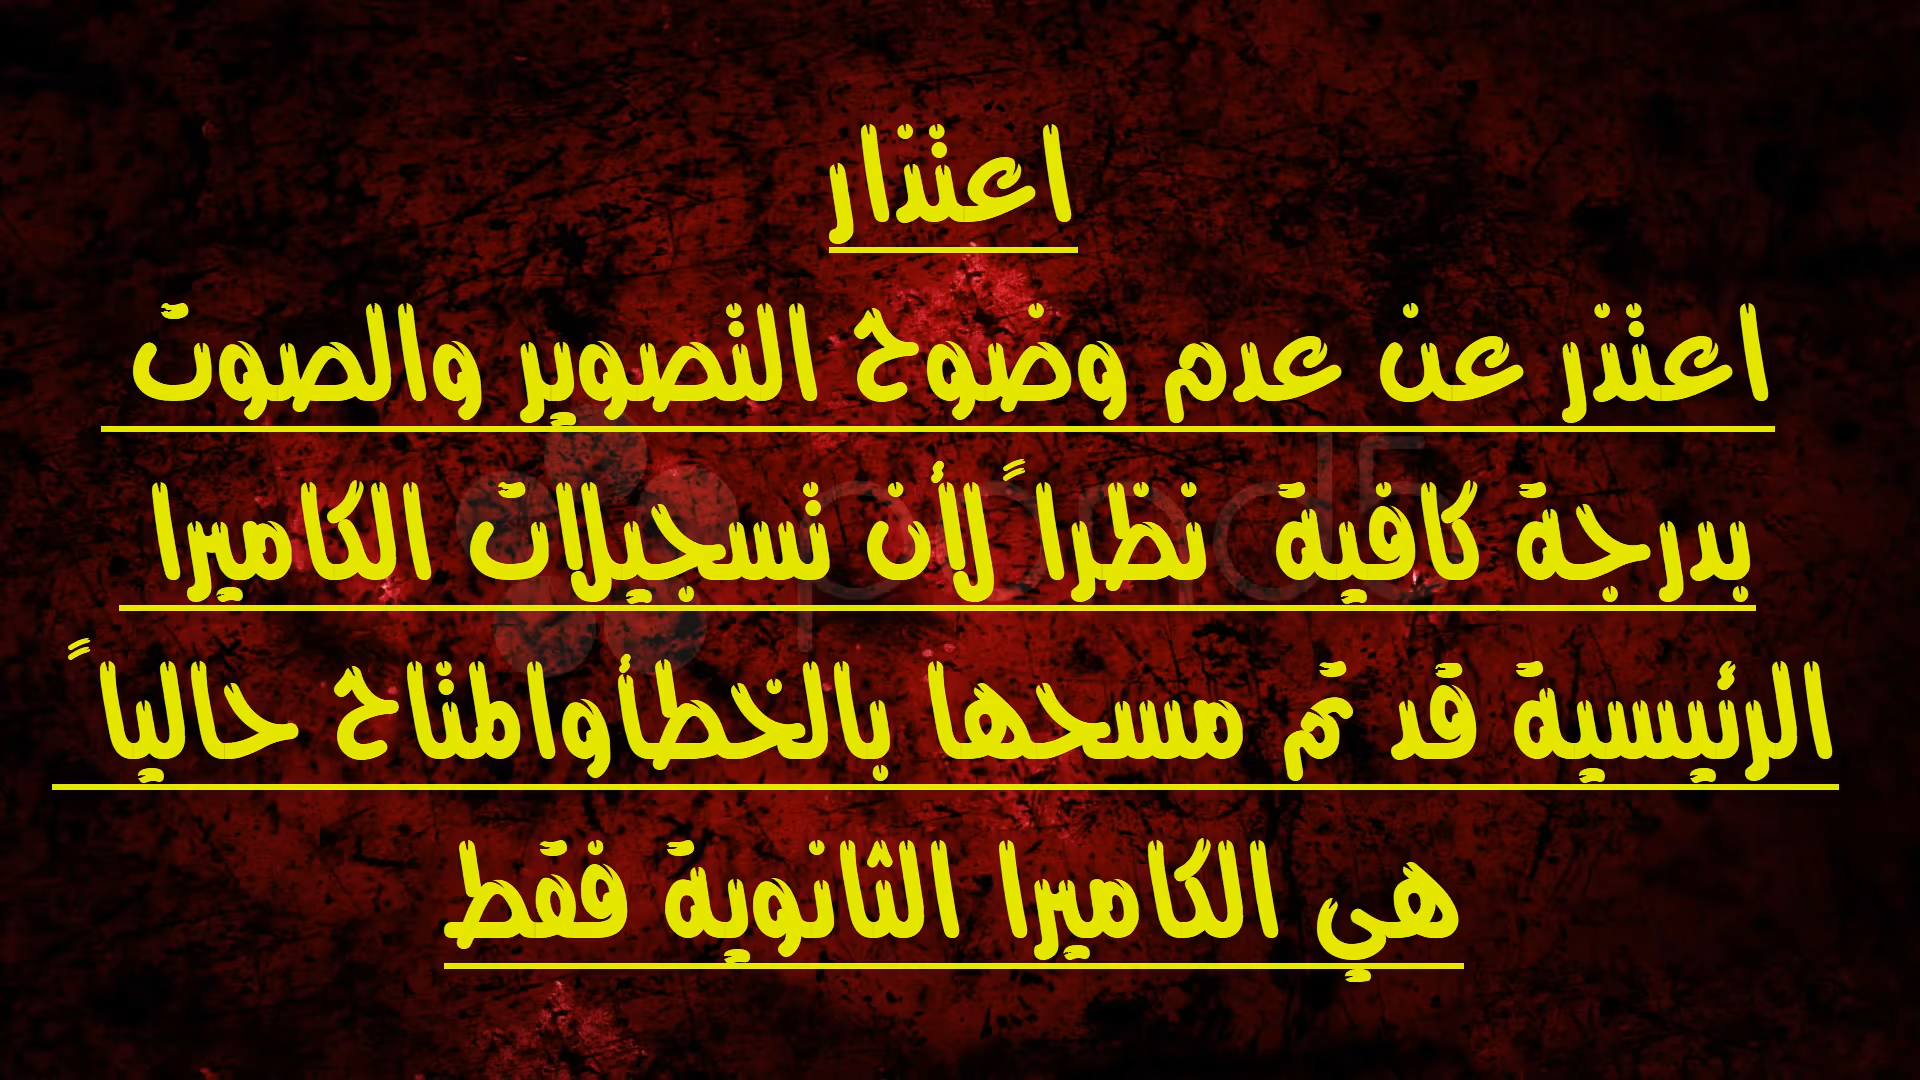 اعتذار
اعتذر عن عدم وضوح التصوير والصوت
بدرجة كافية نظراً لأن تسجيلات الكاميرا
الرئيسية قد تم مسحها بالخطأوالمتاح حالياً
هي الكاميرا الثانوية فقط
pond5